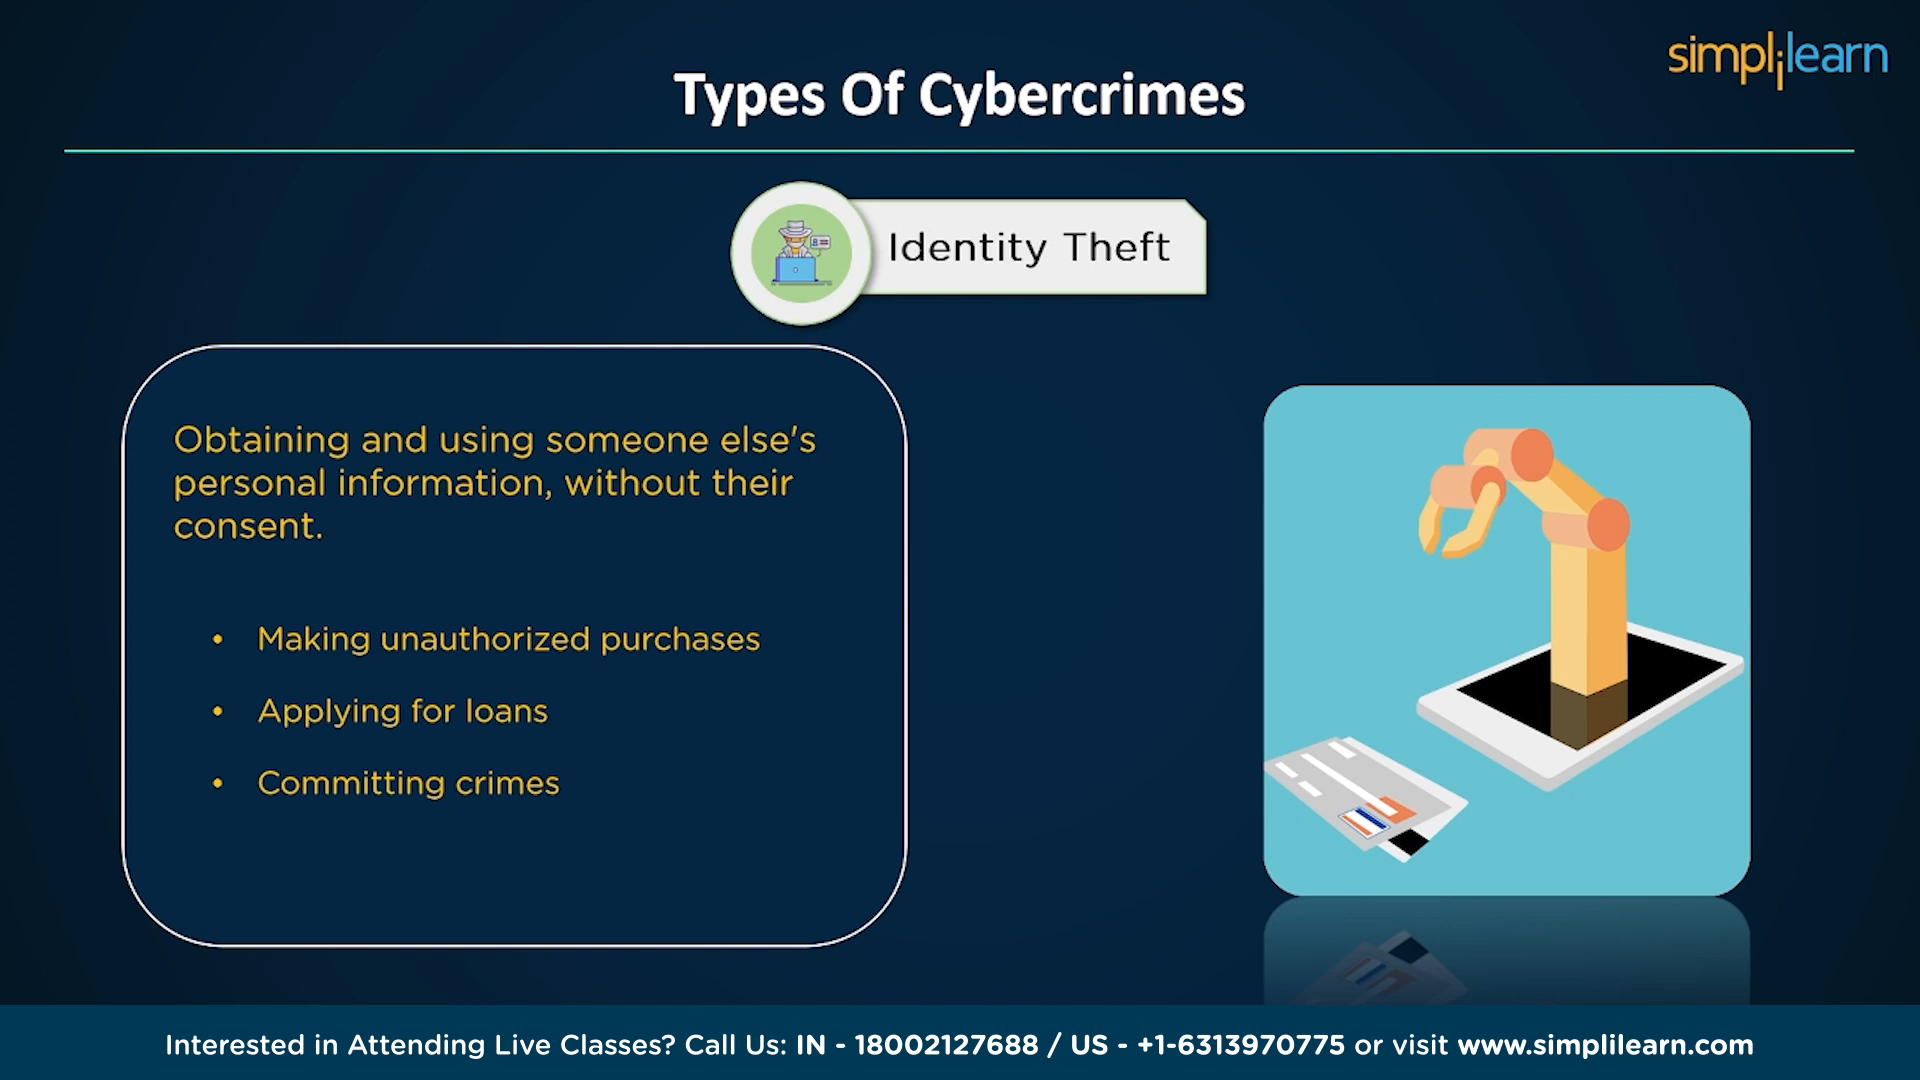 simplilearn
Types Of Cybercrimes
Identity Theft
Obtaining and using someone else's
personal information, without their
consent.
• Making unauthorized purchases
• Applying for loans
• Committing crimes
Interested in Attending Live Classes? Call Us: IN - 18002127688 / US - +1-6313970775 or visit www.simplilearn.com